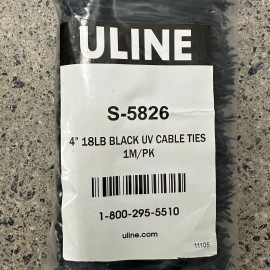 ULINE
S-5826
4" 18LB BLACK UV CABLE TIES
1M/PK
1-800-295-5510
uline.com
11105